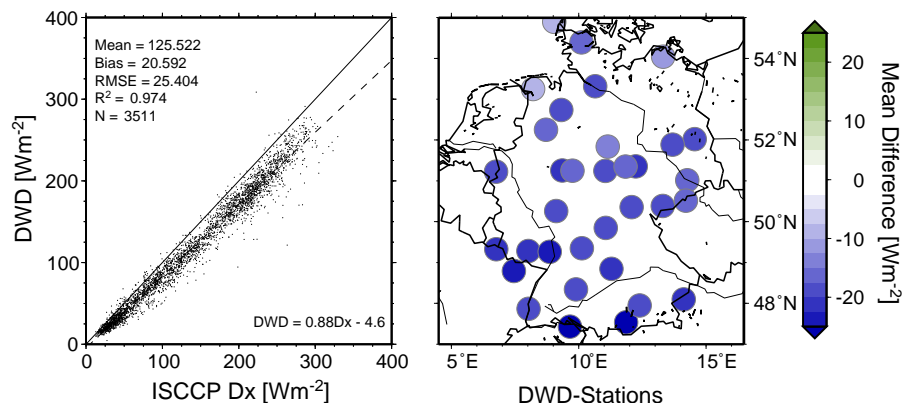 400
300
200
100
0
DWD [Wm⁻²]
Mean = 125.522
Bias = 20.592
RMSE = 25.404
R² = 0.974
N = 3511
DWD = 0.88Dx - 4.6
0 100 200 300 400
ISCCP Dx [Wm⁻²]
54°N
52°N
50°N
48°N
5°E 10°E 15°E
DWD-Stations
20
10
0
-10
-20
Mean Difference [Wm⁻²]